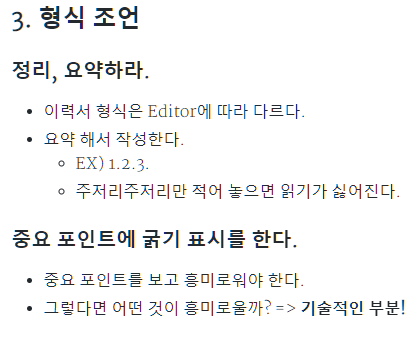 3. 형식 조언
정리, 요약하라.
이력서 형식은 Editor에 따라 다르다.
요약 해서 작성한다.
EX) 1.2.3.
주저리주저리만 적어 놓으면 읽기가 싫어진다.
중요 포인트에 굵기 표시를 한다.
중요 포인트를 보고 흥미로워야 한다.
그렇다면 어떤 것이 흥미로울까? => 기술적인 부분!